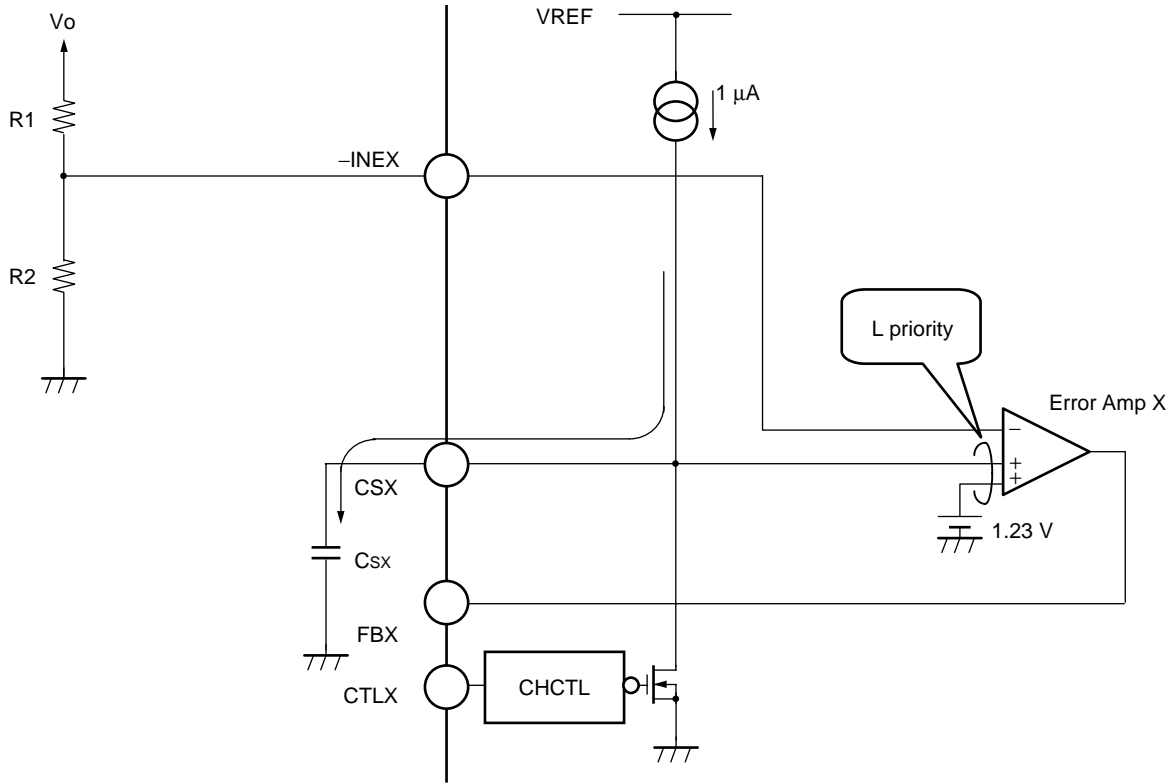 Vo
VREF
R1
1 μA
−INEX
R2
L priority
Error Amp X
−
+
+
CSX
1.23 V
CSX
FBX
CTLX
CHCTL